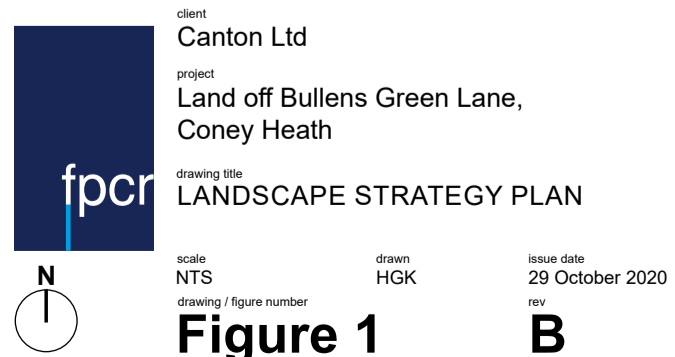 client
Canton Ltd
project
Land off Bullens Green Lane,
Coney Heath
drawing title
LANDSCAPE STRATEGY PLAN
fpcr
scale drawn issue date
NTS HGK 29 October 2020
N
drawing / figure number rev
Figure 1 B